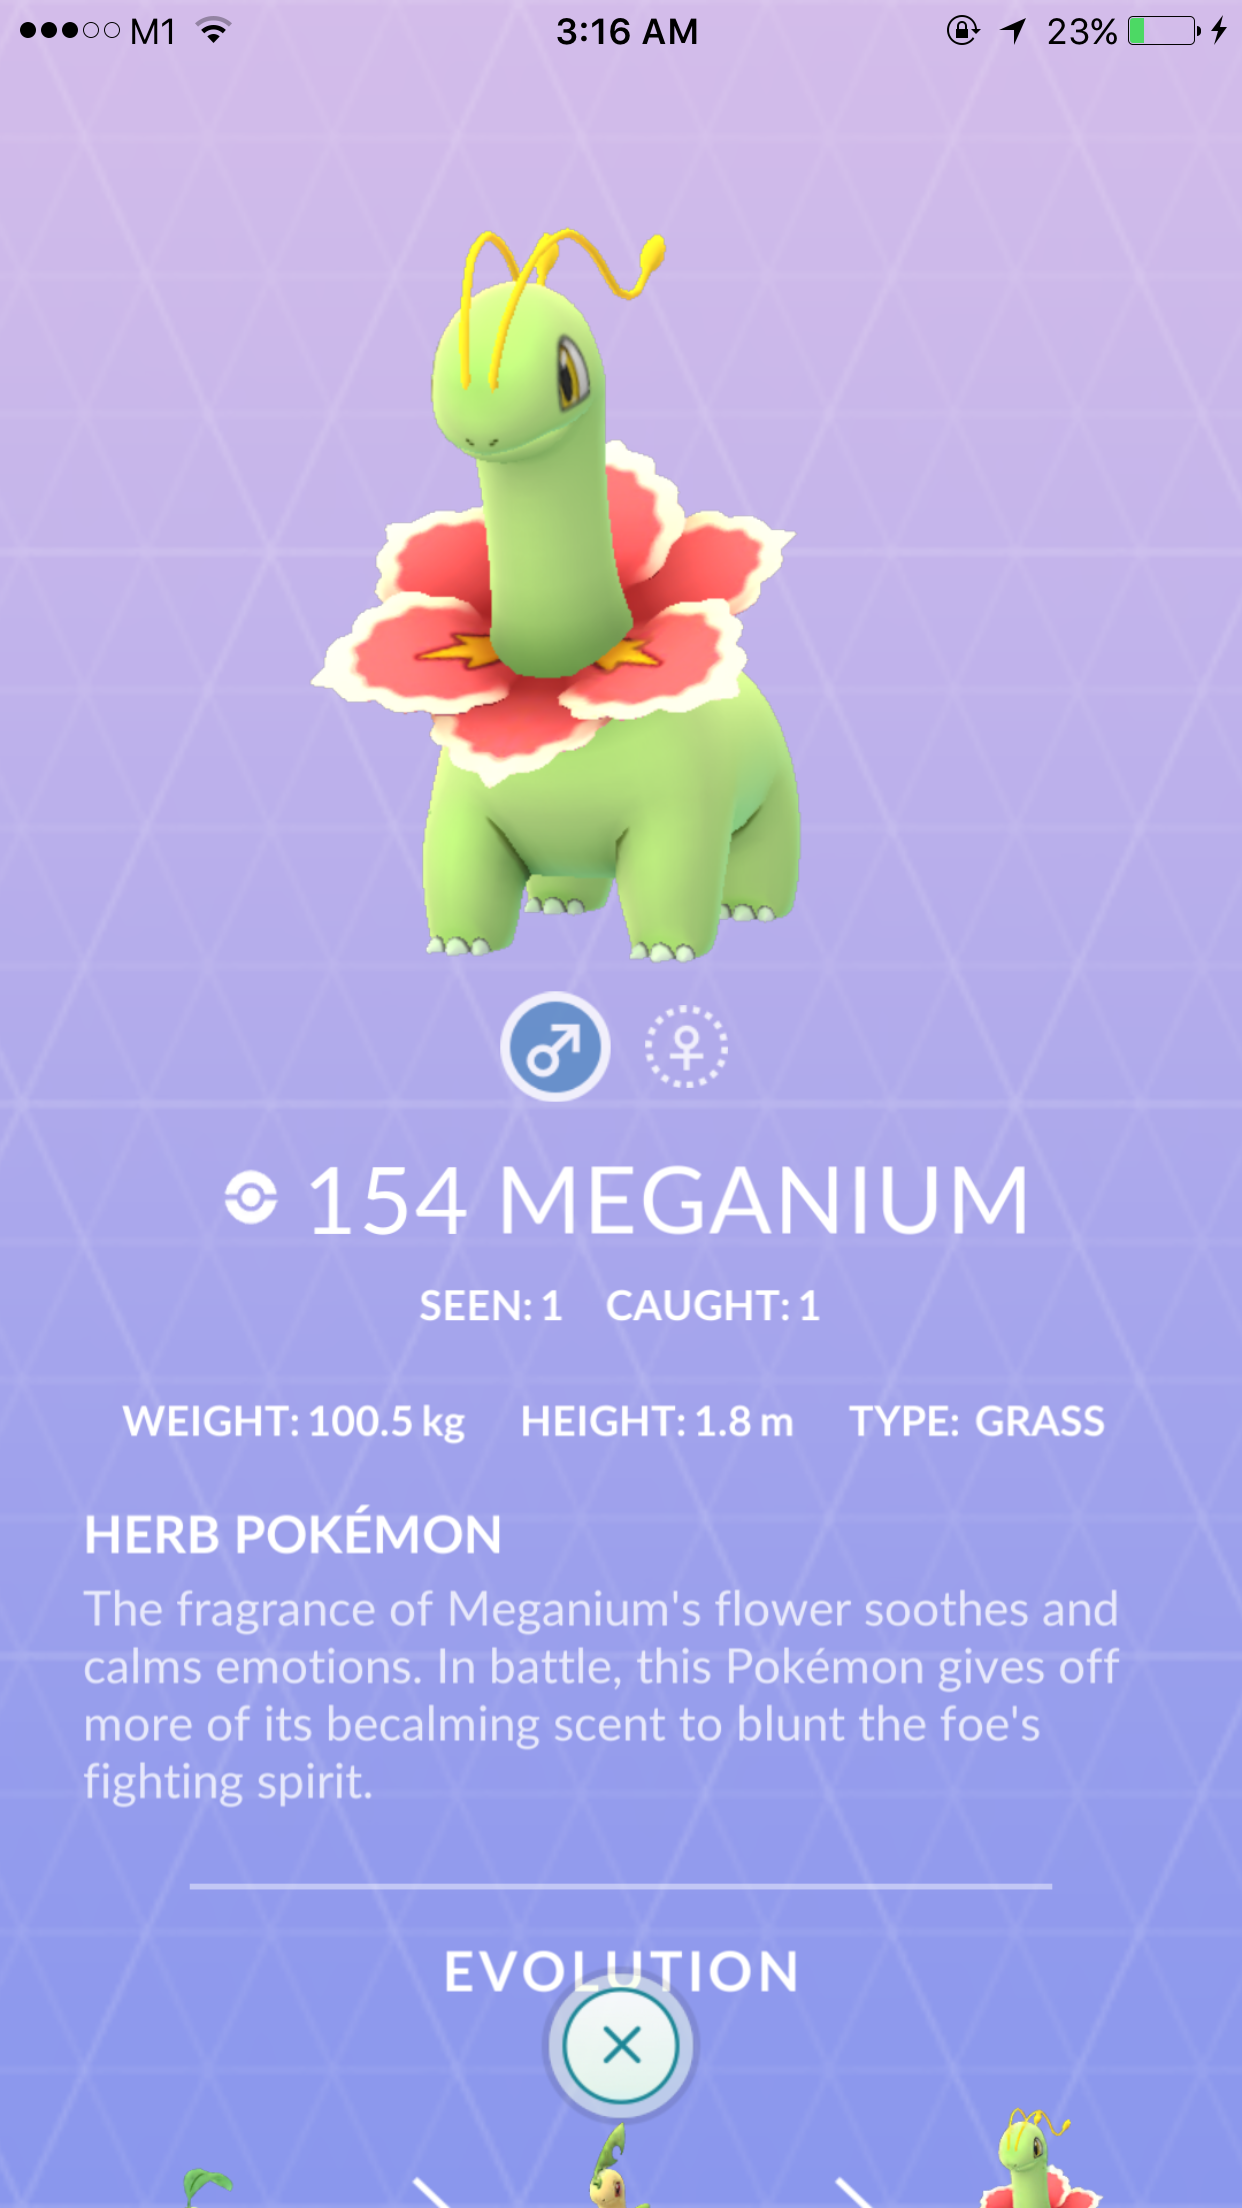 M1 3:16 AM 23%
154 MEGANIUM
SEEN: 1 CAUGHT: 1
WEIGHT: 100.5 kg HEIGHT: 1.8 m TYPE: GRASS
HERB POKÉMON
The fragrance of Meganium's flower soothes and
calms emotions. In battle, this Pokémon gives off
more of its becalming scent to blunt the foe's
fighting spirit.
EVOLUTION